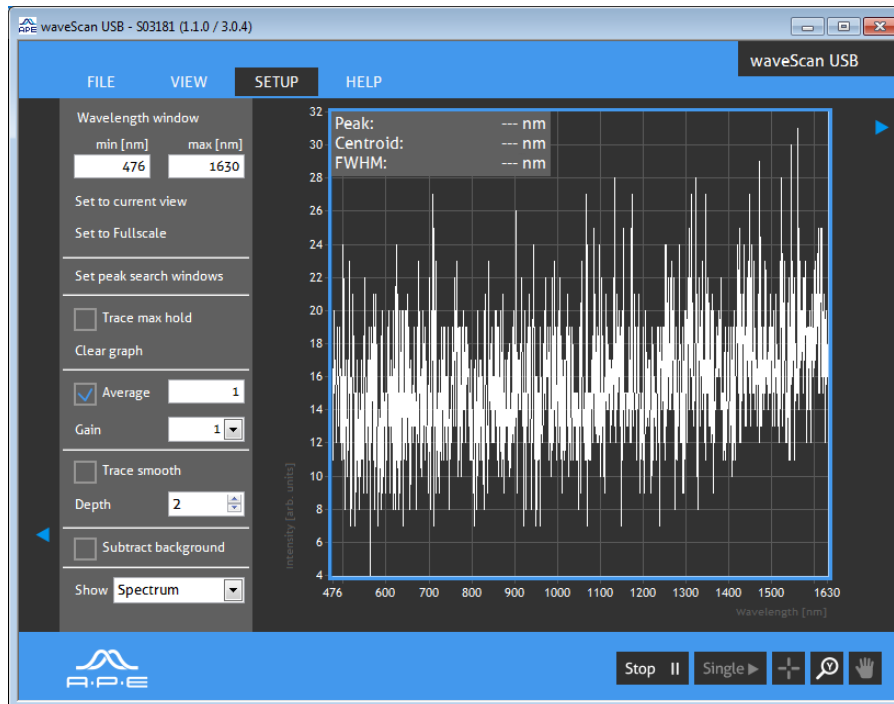 APE waveScan USB - S03181 (1.1.0 / 3.0.4)
waveScan USB
FILE VIEW SETUP HELP
Wavelength window
min [nm] max [nm]
476 1630
Set to current view
Set to Fullscale
Set peak search windows
Trace max hold
Clear graph
Average 1
Gain 1
Trace smooth
Depth 2
Subtract background
Show Spectrum
Peak: --- nm
Centroid: --- nm
FWHM: --- nm
32
30
28
26
24
22
20
18
16
14
12
10
8
6
4
Intensity [arb. units]
476 600 700 800 900 1000 1100 1200 1300 1400 1500 1630
Wavelength [nm]
A·P·E
Stop Single
Y